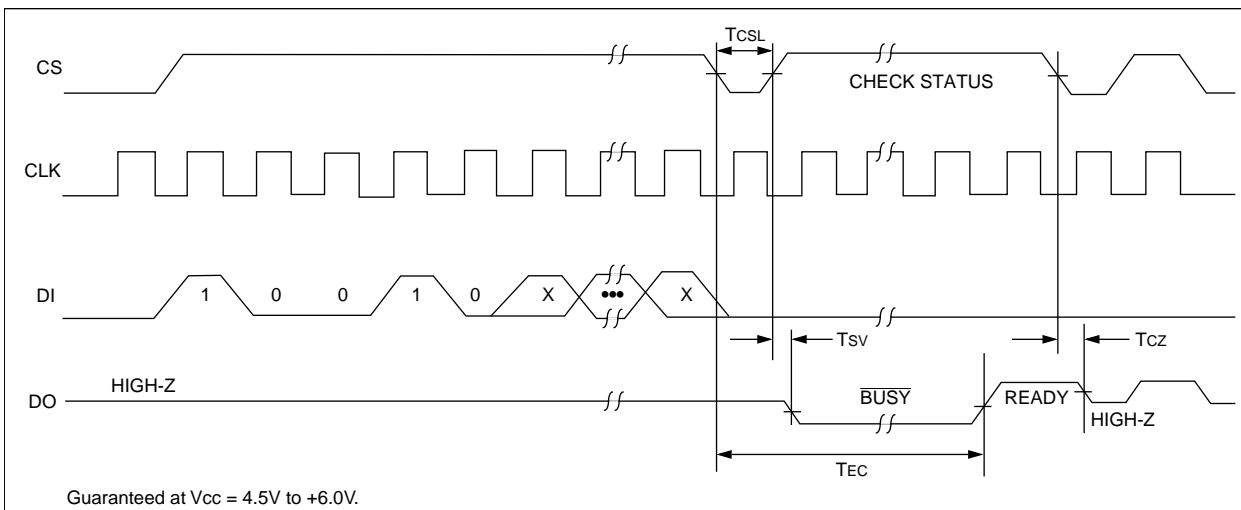 TCSL
CS
CHECK STATUS
CLK
DI
1 0 0 1 0 X ••• X
TSV
TCZ
HIGH-Z
DO
BUSY
READY
HIGH-Z
TEC
Guaranteed at Vcc = 4.5V to +6.0V.